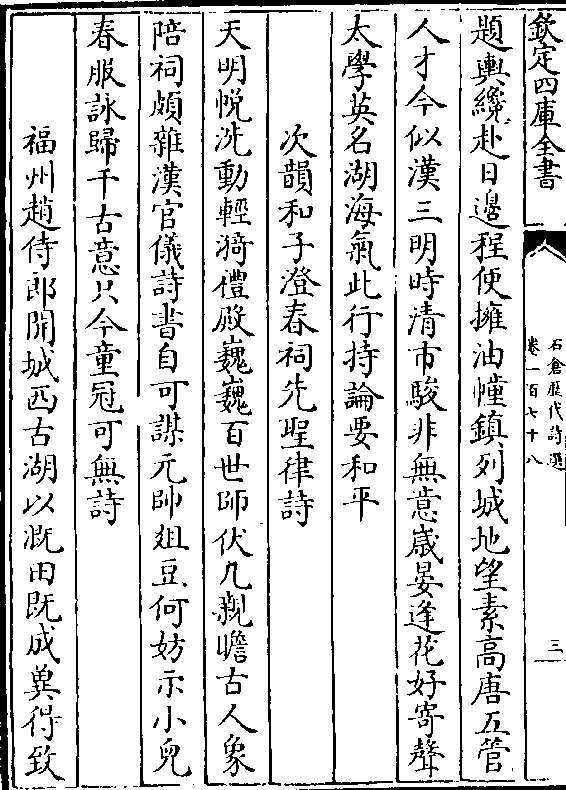 欽定四庫全書
石倉歷代詩選
卷一百七十八
三
題輿纔赴日邊程便擁油幢鎮列城地望素高唐五管
人才今似漢三明時清市駿非無意嵗晏逢花好寄聲
太學英名湖海氣此行持論要和平
次韻和子澄春祠先聖律詩
天明悦泮動輕漪禮殿巍巍百世師伏几親瞻古人象
陪祠頗雜漢官儀詩書自可謀元帥俎豆何妨示小兒
春服詠歸千古意只今童冠可無詩
福州趙侍郎開城西古湖以溉田既成冀得致